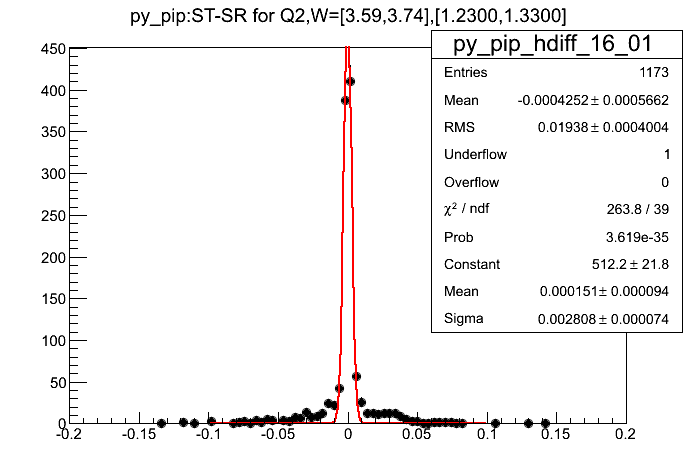 py_pip:ST-SR for Q2,W=[3.59,3.74],[1.2300,1.3300]
py_pip_hdiff_16_01
Entries 1173
Mean -0.0004252 ± 0.0005662
RMS 0.01938 ± 0.0004004
Underflow 1
Overflow 0
χ² / ndf 263.8 / 39
Prob 3.619e-35
Constant 512.2 ± 21.8
Mean 0.000151 ± 0.000094
Sigma 0.002808 ± 0.000074
450
400
350
300
250
200
150
100
50
0
-0.2 -0.15 -0.1 -0.05 0 0.05 0.1 0.15 0.2